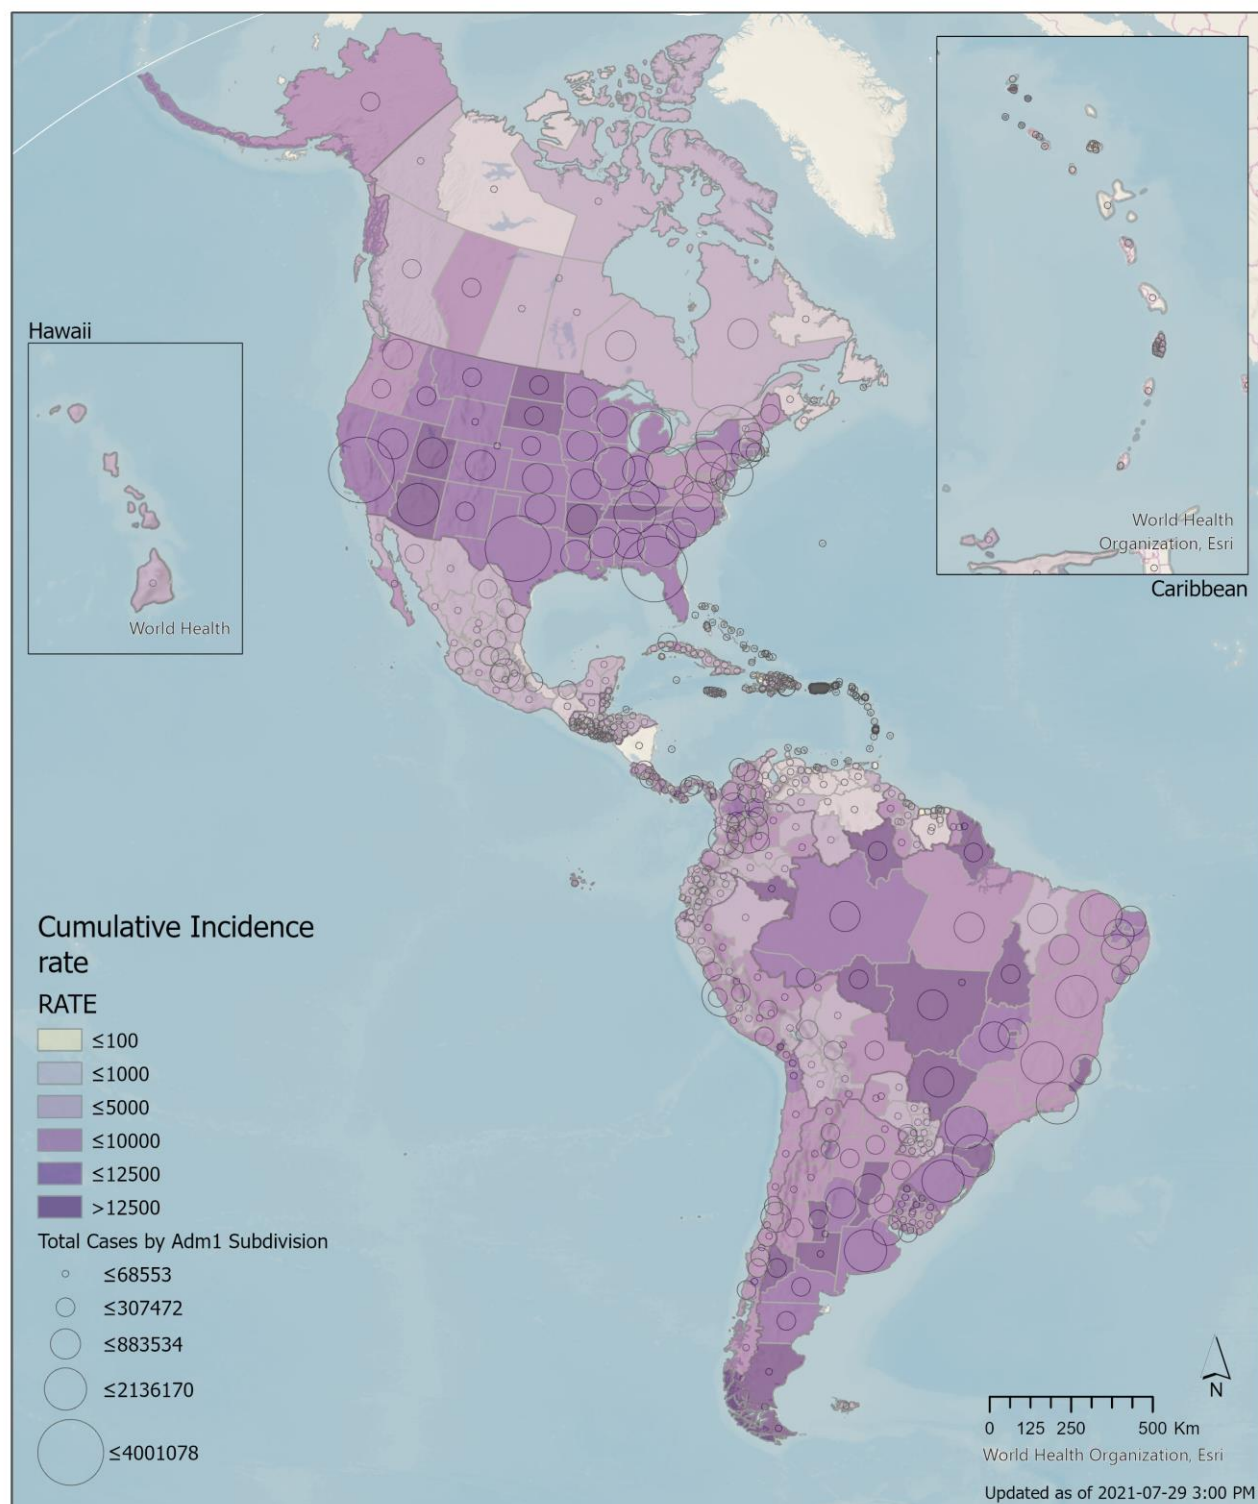 Hawaii
World Health
World Health
Organization, Esri
Caribbean
Cumulative Incidence
rate
RATE
≤100
≤1000
≤5000
≤10000
≤12500
>12500
Total Cases by Adm1 Subdivision
≤68553
≤307472
≤883534
≤2136170
≤4001078
N
0 125 250 500 Km
World Health Organization, Esri
Updated as of 2021-07-29 3:00 PM